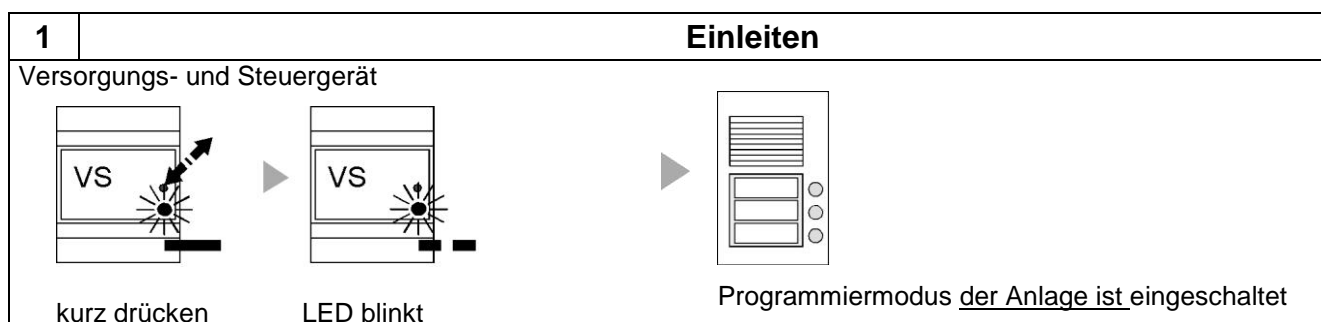 1 Einleiten
Versorgungs- und Steuergerät
VS
VS
kurz drücken
LED blinkt
Programmiermodus der Anlage ist eingeschaltet